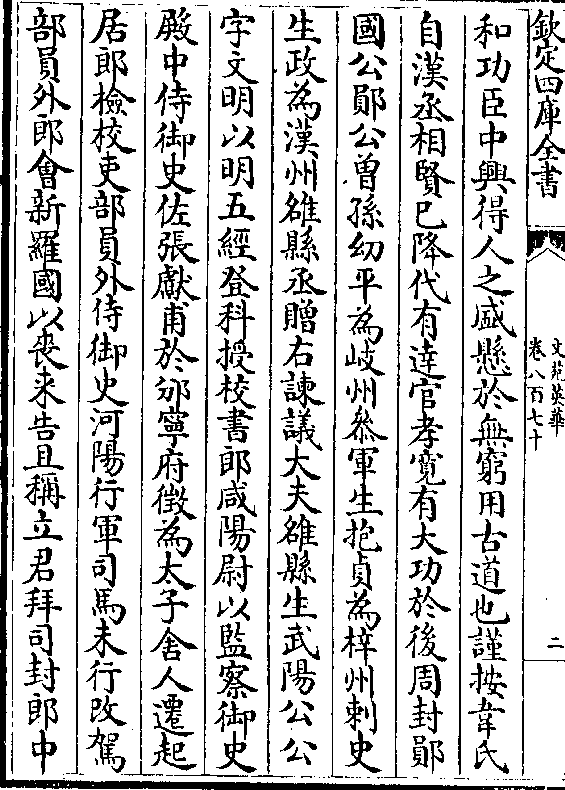 欽定四庫全書
文苑英華
卷八百七十
二
和功臣中興得人之盛懸於無窮用古道也謹按韋氏
自漢丞相賢已降代有達官孝寛有大功於後周封鄖
國公鄖公曽孫幼平為岐州叅軍生抱貞為梓州刺史
生政為漢州雒縣丞贈右諫議大夫雒縣生武陽公公
字文明以明五經登科授校書郎咸陽尉以監察御史
殿中侍御史佐張獻甫於邠寧府徴為太子舍人遷起
居郎檢校吏部員外侍御史河陽行軍司馬未行改駕
部員外郎會新羅國以喪来告且稱立君拜司封郎中